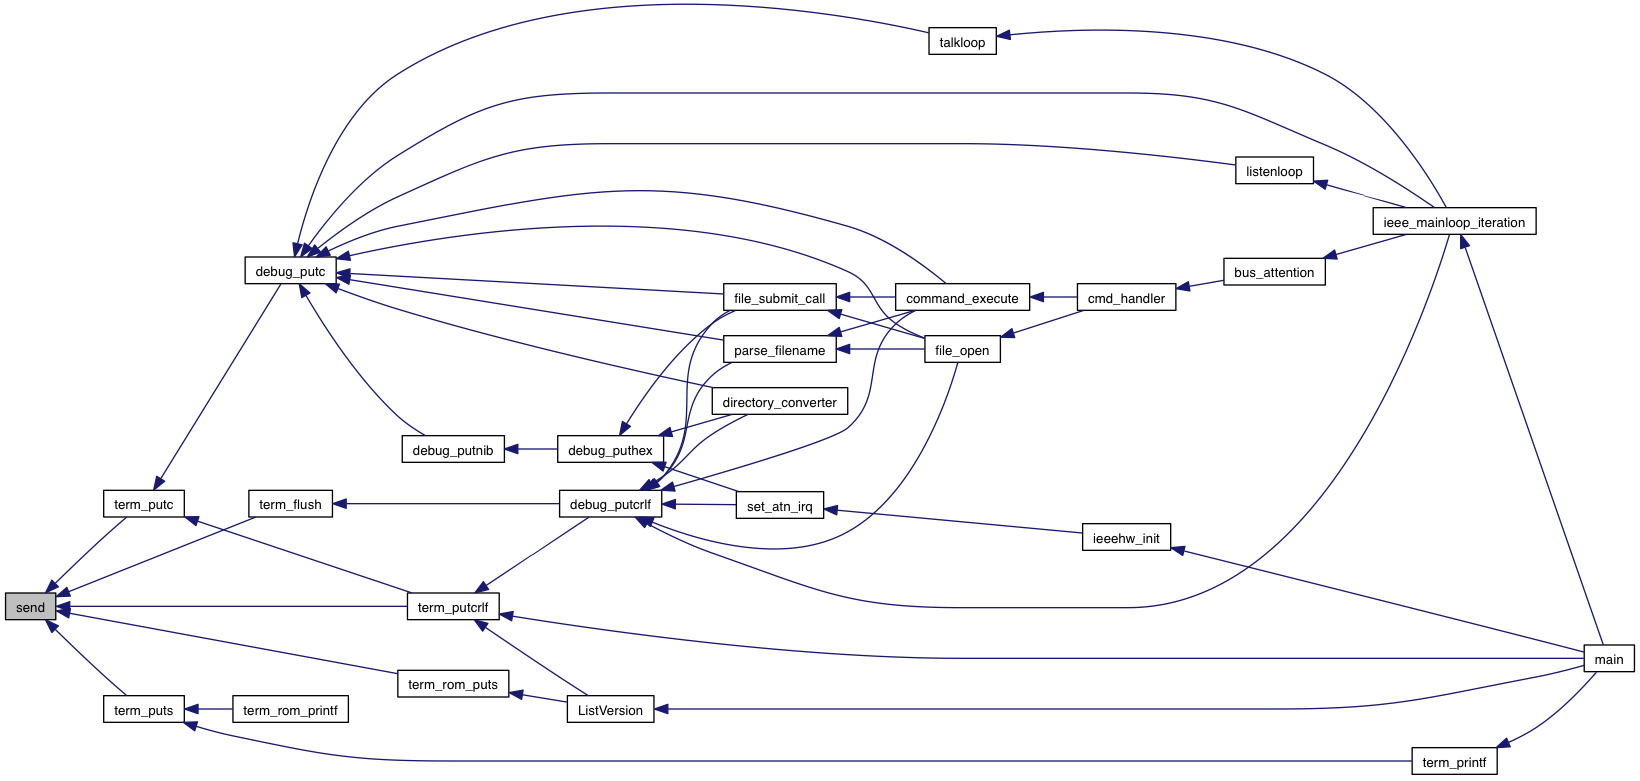 talkloop
listenloop
ieee_mainloop_iteration
debug_putc
bus_attention
file_submit_call
command_execute
cmd_handler
parse_filename
file_open
directory_converter
debug_putnib
debug_puthex
term_putc
term_flush
debug_putcrlf
set_atn_irq
ieeehw_init
send
term_putcrlf
main
term_rom_puts
term_puts
term_rom_printf
ListVersion
term_printf